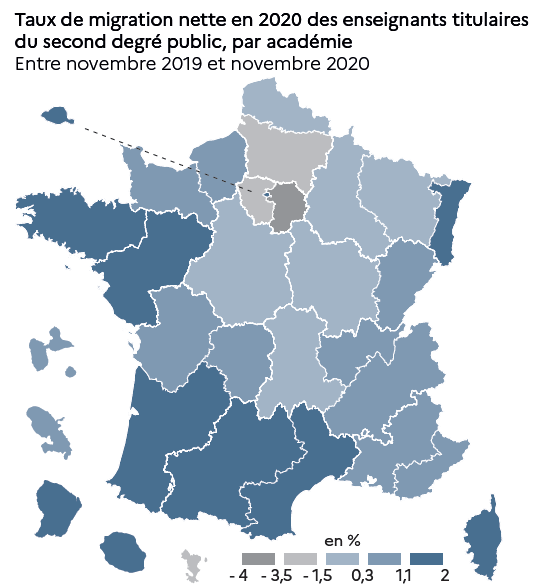 Taux de migration nette en 2020 des enseignants titulaires
du second degré public, par académie
Entre novembre 2019 et novembre 2020
en %
- 4 - 3,5 - 1,5 0,3 1,1 2